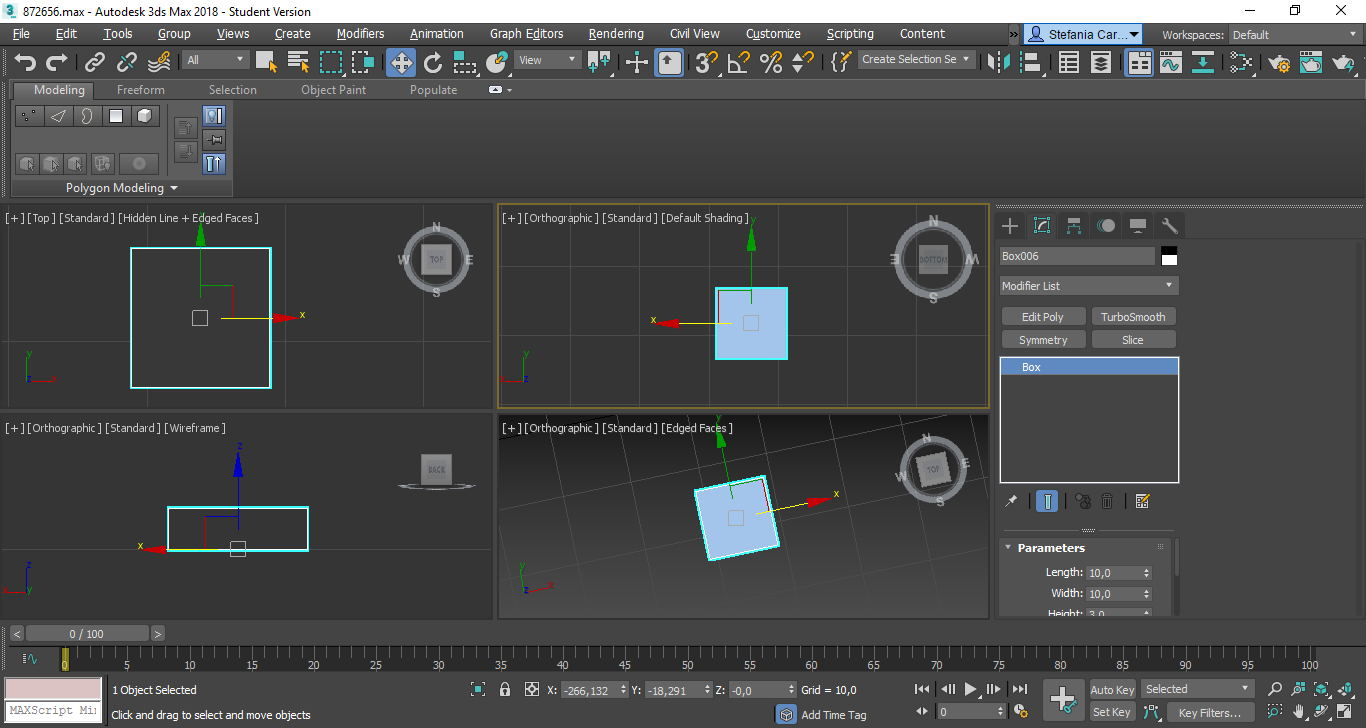 872656.max - Autodesk 3ds Max 2018 - Student Version
File Edit Tools Group Views Create Modifiers Animation Graph Editors Rendering Civil View Customize Scripting Content » Stefania Car... Workspaces: Default
All View Create Selection Se
Modeling Freeform Selection Object Paint Populate
Polygon Modeling
[+] [Top] [Standard] [Hidden Line + Edged Faces]
N
W TOP E
S
y
x
y
z x
[+] [Orthographic] [Standard] [Default Shading]
N
E BOTTOM W
S
y
x
y
z
[+] [Orthographic] [Standard] [Wireframe]
BACK
z
x
z
x y
[+] [Orthographic] [Standard] [Edged Faces]
N
W TOP E
S
y
x
y
z x
Box006
Modifier List
Edit Poly TurboSmooth
Symmetry Slice
Box
Parameters
Length: 10,0
Width: 10,0
Height: 3,0
< 0 / 100 >
0 5 10 15 20 25 30 35 40 45 50 55 60 65 70 75 80 85 90 95 100
1 Object Selected X: -266,132 Y: -18,291 Z: -0,0 Grid = 10,0 Auto Key Selected
MAXScript Mi
Click and drag to select and move objects Add Time Tag 0 Set Key Key Filters...